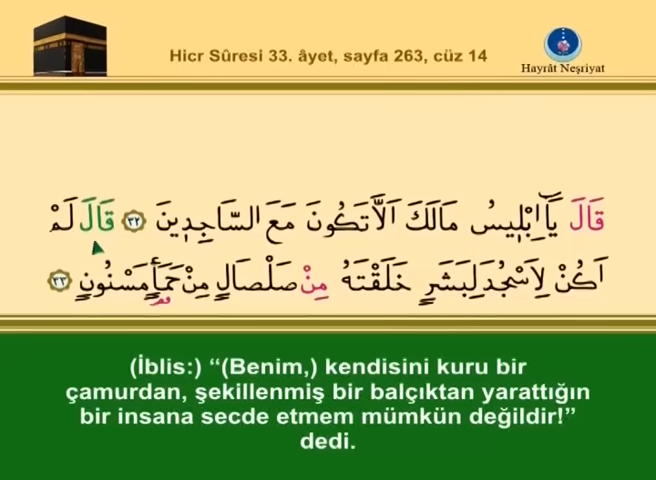 Hicr Sûresi 33. âyet, sayfa 263, cüz 14
Hayrât Neşriyat
قَالَ يَٓا اِبْلٖيسُ مَالَكَ اَلَّا تَكُونَ مَعَ السَّاجِدٖينَ ﴿٣٢﴾ قَالَ لَمْ
اَكُنْ لِاَسْجُدَ لِبَشَرٍ خَلَقْتَهُ مِنْ صَلْصَالٍ مِنْ حَمَأٍ مَسْنُونٍ ﴿٣٣﴾
(İblis:) “(Benim,) kendisini kuru bir
çamurdan, şekillenmiş bir balçıktan yarattığın
bir insana secde etmem mümkün değildir!”
dedi.